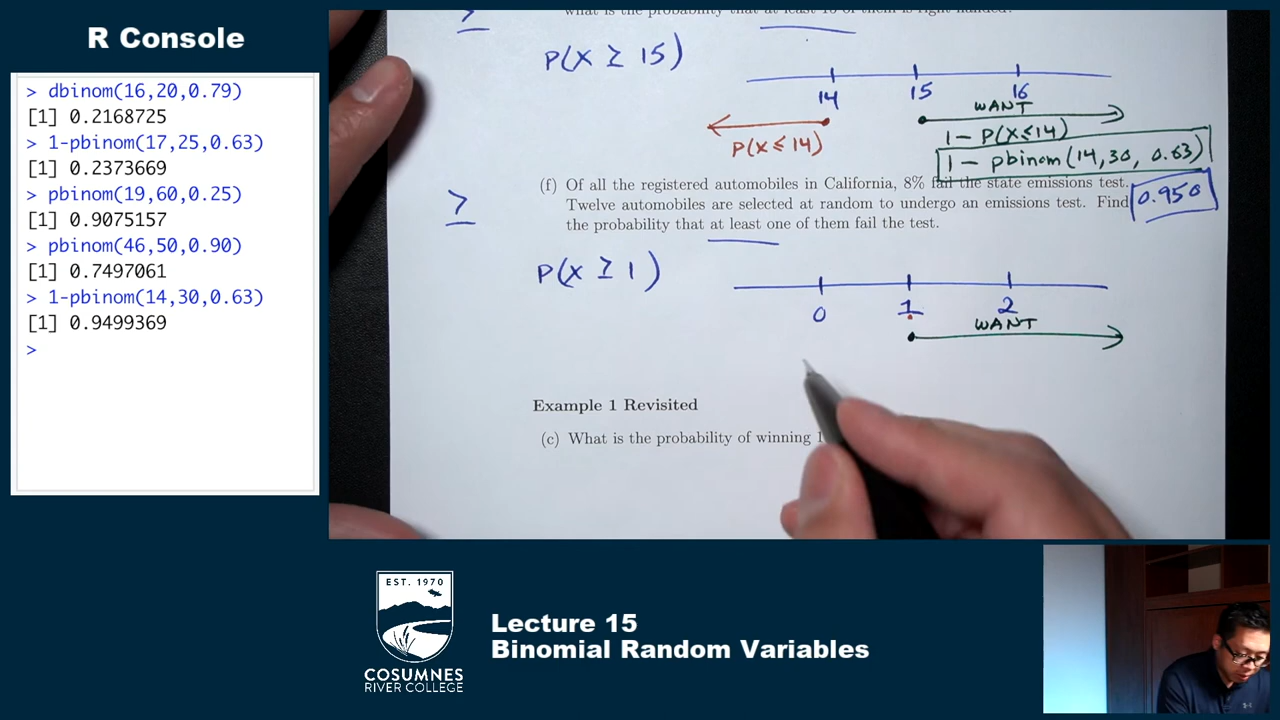 R Console
> dbinom(16,20,0.79)
[1] 0.2168725
> 1-pbinom(17,25,0.63)
[1] 0.2373669
> pbinom(19,60,0.25)
[1] 0.9075157
> pbinom(46,50,0.90)
[1] 0.7497061
> 1-pbinom(14,30,0.63)
[1] 0.9499369
>
≥
P(X ≥ 15)
14 15 16
WANT
P(X ≤ 14)
1 - P(X ≤ 14)
1 - pbinom(14, 30, 0.63)
0.950
(f) Of all the registered automobiles in California, 8% fail the state emissions test.
Twelve automobiles are selected at random to undergo an emissions test. Find
the probability that at least one of them fail the test.
≥
P(X ≥ 1)
0 1 2
WANT
Example 1 Revisited
(c) What is the probability of winning
EST. 1970
COSUMNES
RIVER COLLEGE
Lecture 15
Binomial Random Variables